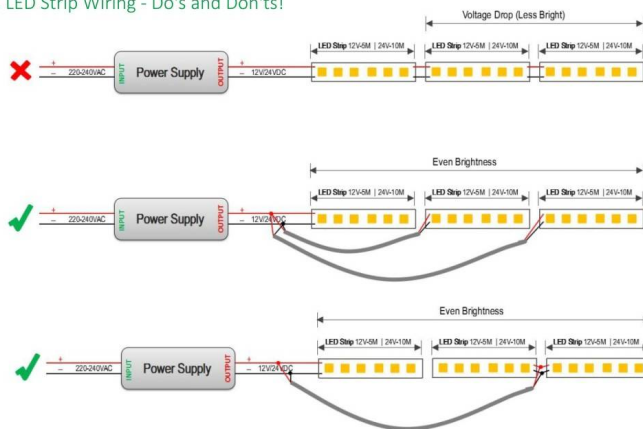 LED Strip Wiring - Do's and Don'ts!
Voltage Drop (Less Bright)
LED Strip 12V-5M | 24V-10M
LED Strip 12V-5M | 24V-10M
LED Strip 12V-5M | 24V-10M
+
– 220-240VAC
INPUT
Power Supply
OUTPUT
+
– 12V/24VDC
Even Brightness
LED Strip 12V-5M | 24V-10M
LED Strip 12V-5M | 24V-10M
LED Strip 12V-5M | 24V-10M
+
– 220-240VAC
INPUT
Power Supply
OUTPUT
+
– 12V/24VDC
Even Brightness
LED Strip 12V-5M | 24V-10M
LED Strip 12V-5M | 24V-10M
LED Strip 12V-5M | 24V-10M
+
– 220-240VAC
INPUT
Power Supply
OUTPUT
+
– 12V/24VDC